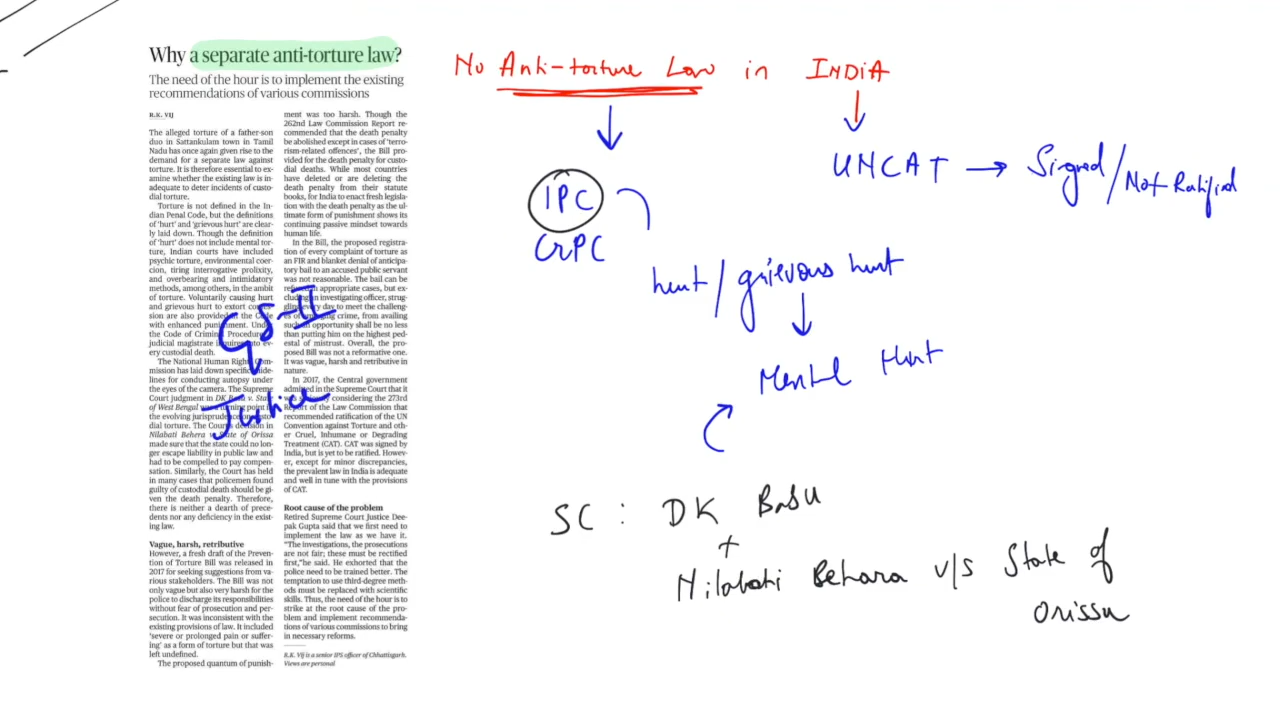 Why a separate anti-torture law?
The need of the hour is to implement the existing
recommendations of various commissions
R.K. VIJ
The alleged torture of a father-son
duo in Sattankulam town in Tamil
Nadu has once again given rise to the
demand for a separate law against
torture. It is therefore essential to ex-
amine whether the existing law is in-
adequate to deter incidents of custo-
dial torture.
Torture is not defined in the In-
dian Penal Code, but the definitions
of 'hurt' and 'grievous hurt' are clear-
ly laid down. Though the definition
of 'hurt' does not include mental tor-
ture, Indian courts have included
psychic torture, environmental coer-
cion, tiring interrogative prolixity,
and overbearing and intimidatory
methods, among others, in the ambit
of torture. Voluntarily causing hurt
and grievous hurt to extort
sion are also provided the Code
with enhanced ment. Und
the Code of Crimi Procedure
judicial magistrate inquires into ev-
ery custodial death.
The National Human Rig Com-
mission has laid down specific ide-
lines for conducting autopsy under
the eyes of the camera. The Supreme
Court judgment in DK Basu v. State
of West Bengal was turning point
the evolving jurisprudence on
dial torture. The Court's decision in
Nilabati Behera v. State of Orissa
made sure that the state could no lon-
ger escape liability in public law and
had to be compelled to pay compen-
sation. Similarly, the Court has held
in many cases that policemen found
guilty of custodial death should be gi-
ven the death penalty. Therefore,
there is neither a dearth of prece-
dents nor any deficiency in the exist-
ing law.
Vague, harsh, retributive
However, a fresh draft of the Preven-
tion of Torture Bill was released in
2017 for seeking suggestions from va-
rious stakeholders. The Bill was not
only vague but also very harsh for the
police to discharge its responsibilities
without fear of prosecution and per-
secution. It was inconsistent with the
existing provisions of law. It included
'severe or prolonged pain or suffer-
ing' as a form of torture but that was
left undefined.
The proposed quantum of punish-
ment was too harsh. Though the
262nd Law Commission Report re-
commended that the death penalty
be abolished except in cases of 'terro-
rism-related offences', the Bill pro-
vided for the death penalty for custo-
dial deaths. While most countries
have deleted or are deleting the
death penalty from their statute
books, for India to enact fresh legisla-
tion with the death penalty as the ul-
timate form of punishment shows its
continuing passive mindset towards
human life.
In the Bill, the proposed registra-
tion of every complaint of torture as
an FIR and blanket denial of anticipa-
tory bail to an accused public servant
was not reasonable. The bail can be
appropriate cases, but ex-
investigating officer, strug-
every day to meet the challeng-
es of crime, from availing
such opportunity shall be no less
than putting him on the highest ped-
estal of mistrust. Overall, the pro-
posed Bill was not a reformative one.
It was vague, harsh and retributive in
nature.
In 2017, the Central government
admitted in the Supreme Court that it
was considering the 273rd
Report of the Law Commission that
recommended ratification of the UN
Convention against Torture and oth-
er Cruel, Inhumane or Degrading
Treatment (CAT). CAT was signed by
India, but is yet to be ratified. Howev-
er, except for minor discrepancies,
the prevalent law in India is adequate
and well in tune with the provisions
of CAT.
Root cause of the problem
Retired Supreme Court Justice Dee-
pak Gupta said that we first need to
implement the law as we have it.
"The investigations, the prosecutions
are not fair; these must be rectified
first,"he said. He exhorted that the
police need to be trained better. The
temptation to use third-degree meth-
ods must be replaced with scientific
skills. Thus, the need of the hour is to
strike at the root cause of the pro-
blem and implement recommenda-
tions of various commissions to bring
in necessary reforms.
R.K. Vij is a senior IPS officer of Chhattisgarh.
Views are personal
GS-II
Justice
No Anti-torture Law in INDIA
UNCAT → Signed/Not Ratified
IPC
CrPC
hurt/grievous hurt
Mental Hurt
SC : DK Basu
+
Nilabati Behara v/s State of
Orissa